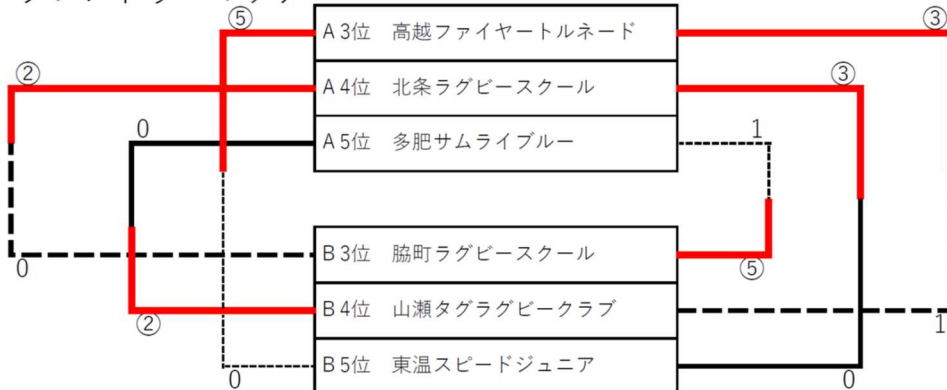 ⑤
③
A 3位 高越ファイヤートルネード
②
③
A 4位 北条ラグビースクール
0
1
A 5位 多肥サムライブルー
B 3位 脇町ラグビースクール
0
⑤
B 4位 山瀬タグラグビークラブ
②
1
B 5位 東温スピードジュニア
0
0